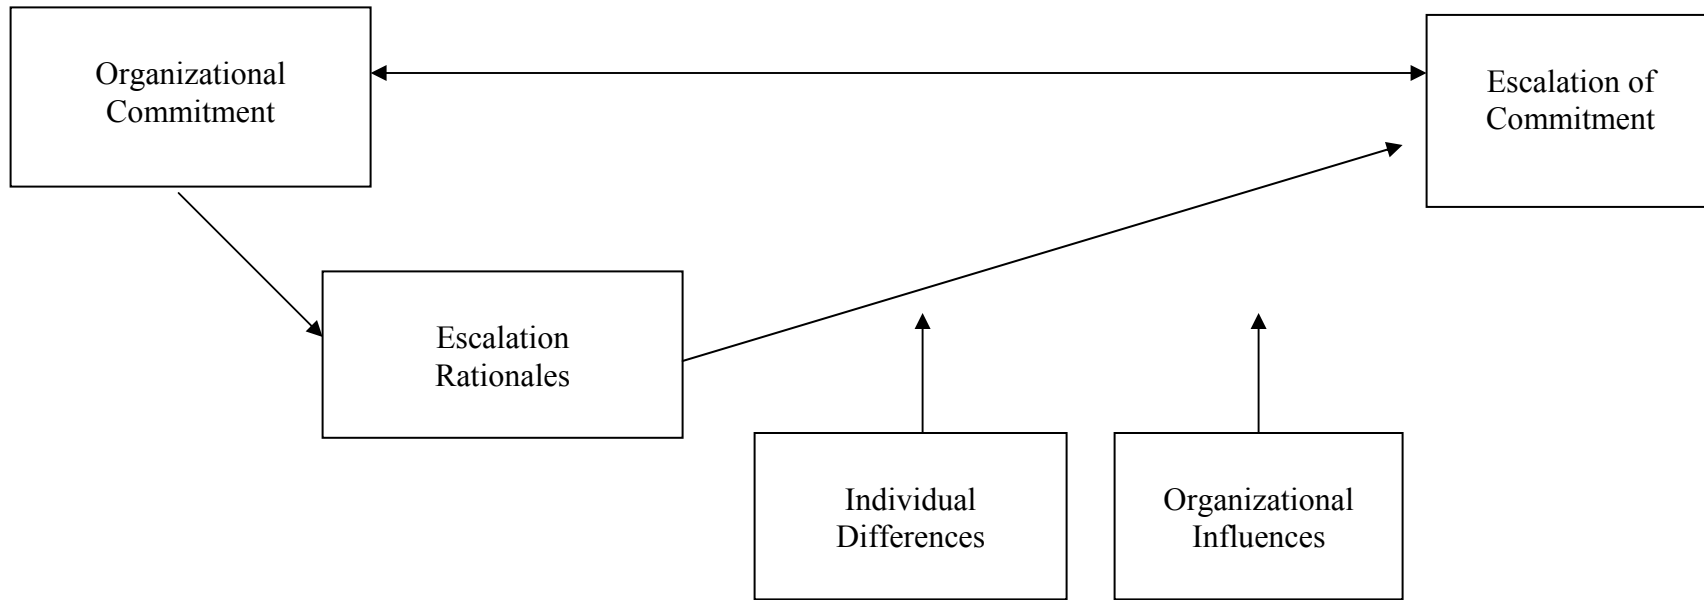 Organizational
Commitment
Escalation of
Commitment
Escalation
Rationales
Individual
Differences
Organizational
Influences